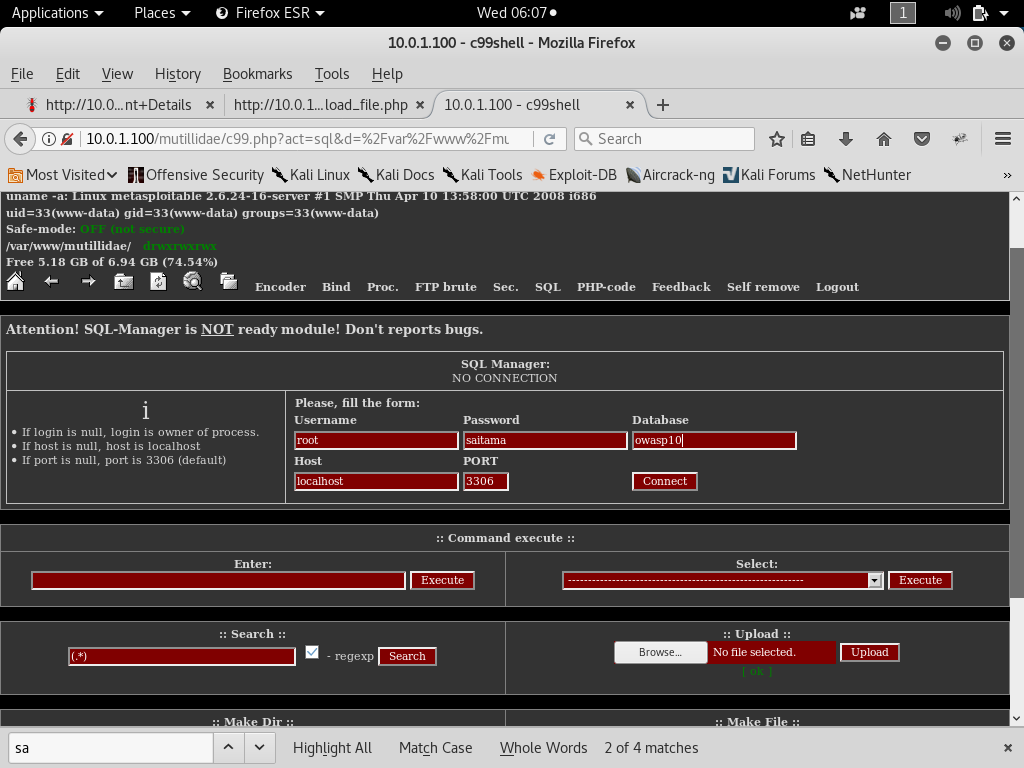 Applications Places Firefox ESR Wed 06:07 1
10.0.1.100 - c99shell - Mozilla Firefox
File Edit View History Bookmarks Tools Help
http://10.0...nt+Details http://10.0.1...load_file.php 10.0.1.100 - c99shell
10.0.1.100/mutillidae/c99.php?act=sql&d=%2Fvar%2Fwww%2Fmu Search
Most Visited Offensive Security Kali Linux Kali Docs Kali Tools Exploit-DB Aircrack-ng Kali Forums NetHunter »
uname -a: Linux metasploitable 2.6.24-16-server #1 SMP Thu Apr 10 13:58:00 UTC 2008 i686
uid=33(www-data) gid=33(www-data) groups=33(www-data)
Safe-mode: OFF (not secure)
/var/www/mutillidae/ drwxrwxrwx
Free 5.18 GB of 6.94 GB (74.54%)
Encoder Bind Proc. FTP brute Sec. SQL PHP-code Feedback Self remove Logout
Attention! SQL-Manager is NOT ready module! Don't reports bugs.
SQL Manager:
NO CONNECTION
i
• If login is null, login is owner of process.
• If host is null, host is localhost
• If port is null, port is 3306 (default)
Please, fill the form:
Username Password Database
root saitama owasp10
Host PORT
localhost 3306 Connect
:: Command execute ::
Enter:
Execute
Select:
------------------------------------------------------------ Execute
:: Search ::
(.*) - regexp Search
:: Upload ::
Browse... No file selected. Upload
[ ok ]
:: Make Dir ::
:: Make File ::
sa Highlight All Match Case Whole Words 2 of 4 matches